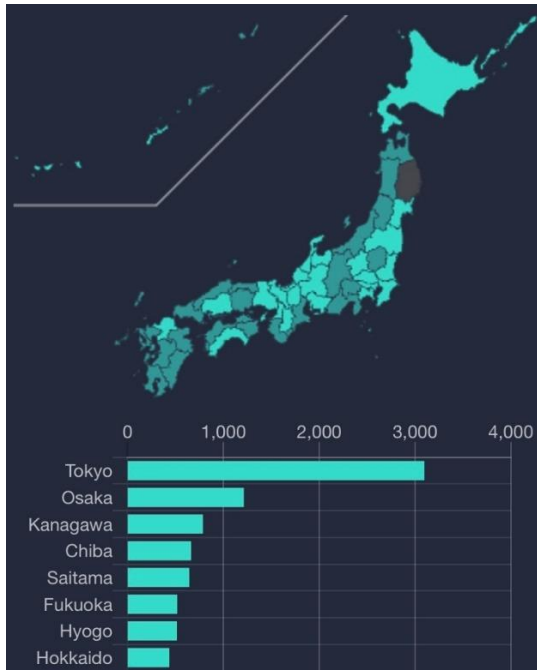 0 1,000 2,000 3,000 4,000
Tokyo
Osaka
Kanagawa
Chiba
Saitama
Fukuoka
Hyogo
Hokkaido